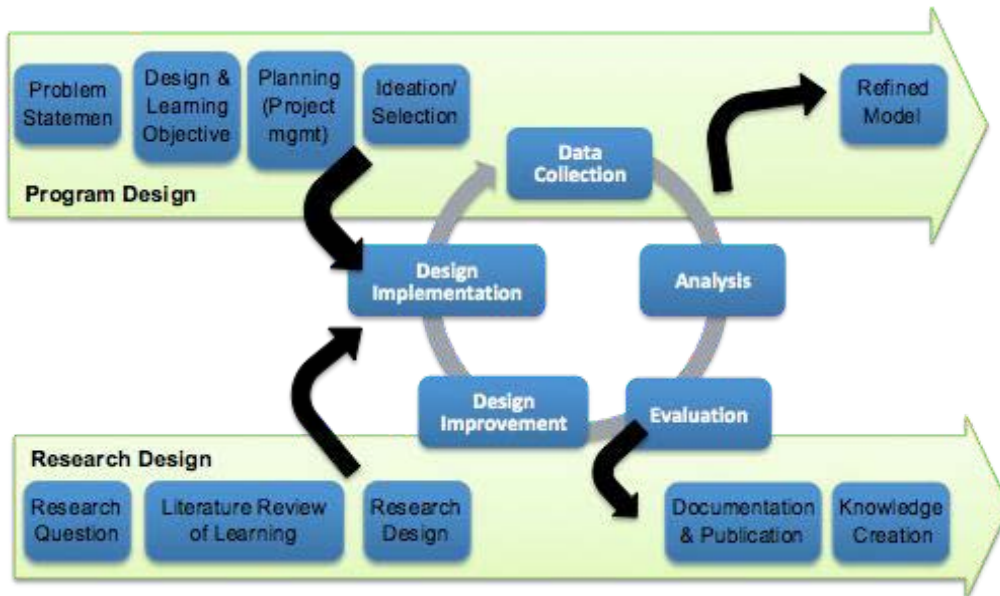 Problem
Statemen
Design &
Learning
Objective
Planning
(Project
mgmt)
Ideation/
Selection
Refined
Model
Program Design
Data
Collection
Design
Implementation
Analysis
Design
Improvement
Evaluation
Research Design
Research
Question
Literature Review
of Learning
Research
Design
Documentation
& Publication
Knowledge
Creation